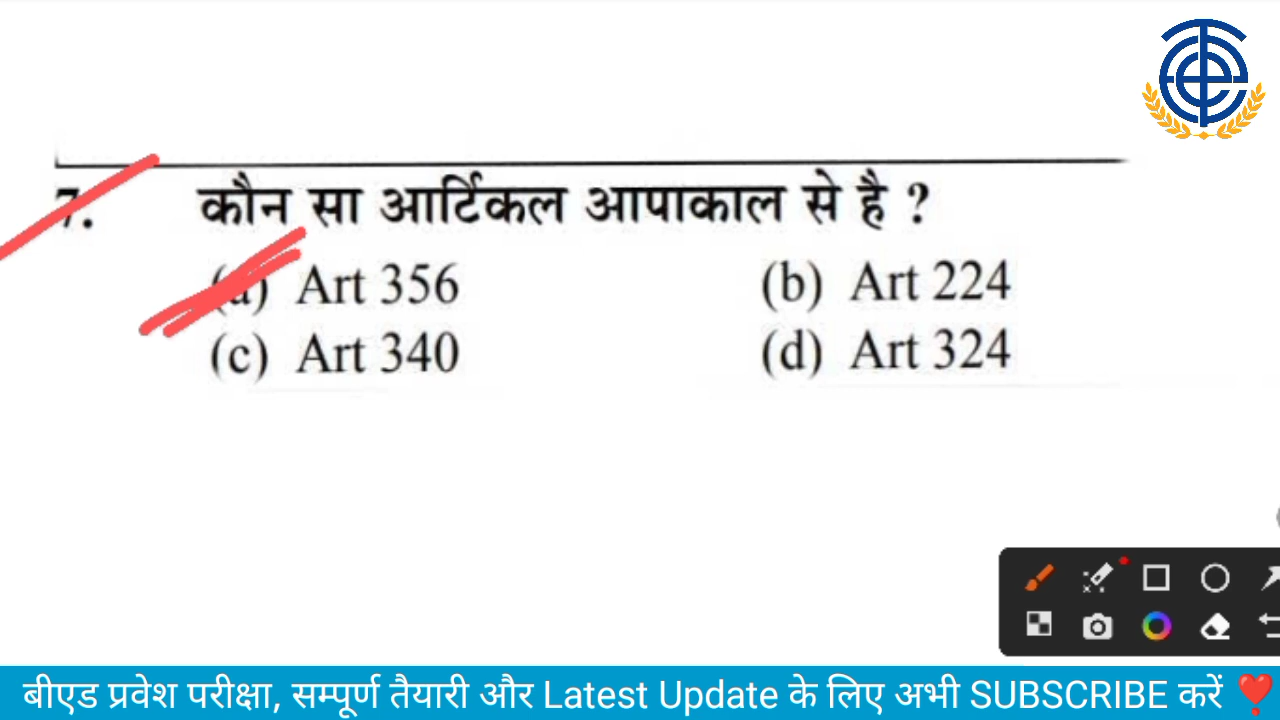 7. कौन सा आर्टिकल आपाकाल से है ?
(a) Art 356 (b) Art 224
(c) Art 340 (d) Art 324
बीएड प्रवेश परीक्षा, सम्पूर्ण तैयारी और Latest Update के लिए अभी SUBSCRIBE करें ❤️